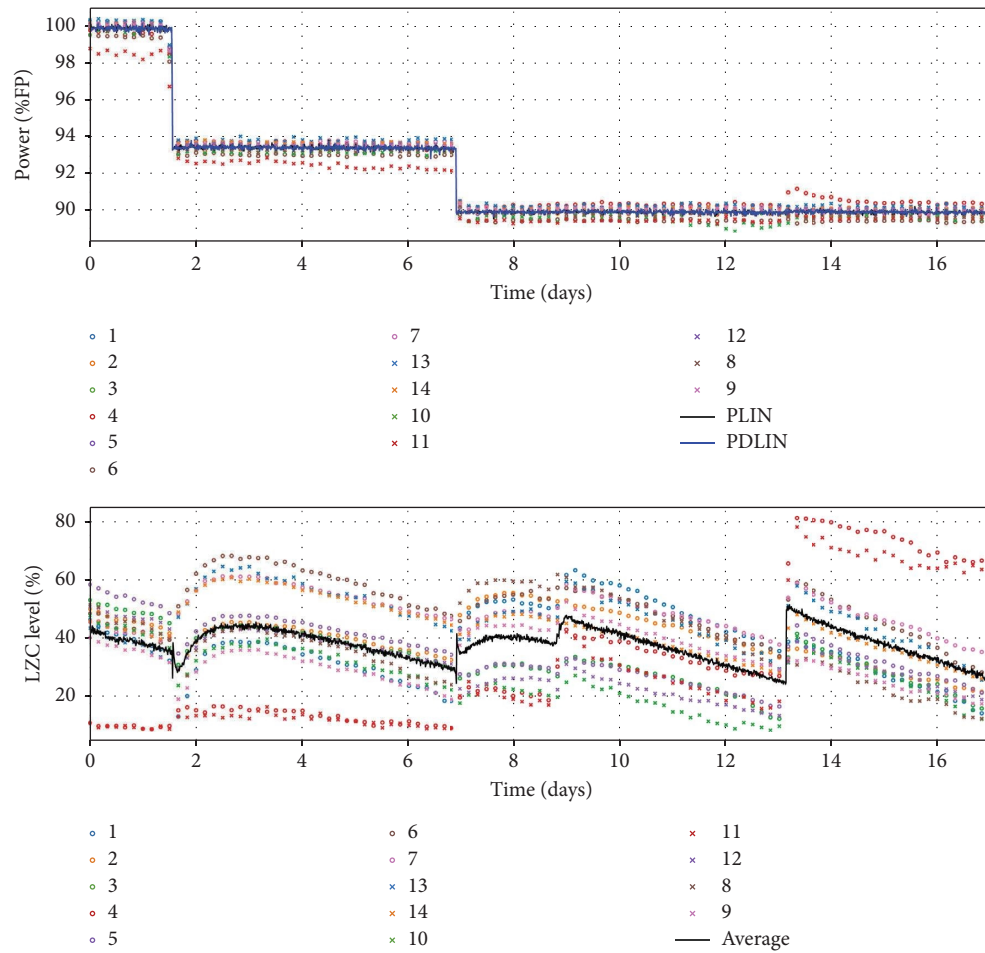 Power (%FP)
100
98
96
94
92
90
0 2 4 6 8 10 12 14 16
Time (days)
1 7 12
2 13 8
3 14 9
4 10 PLIN
5 11 PDLIN
6
LZC level (%)
80
60
40
20
0 2 4 6 8 10 12 14 16
Time (days)
1 6 11
2 7 12
3 13 8
4 14 9
5 10 Average